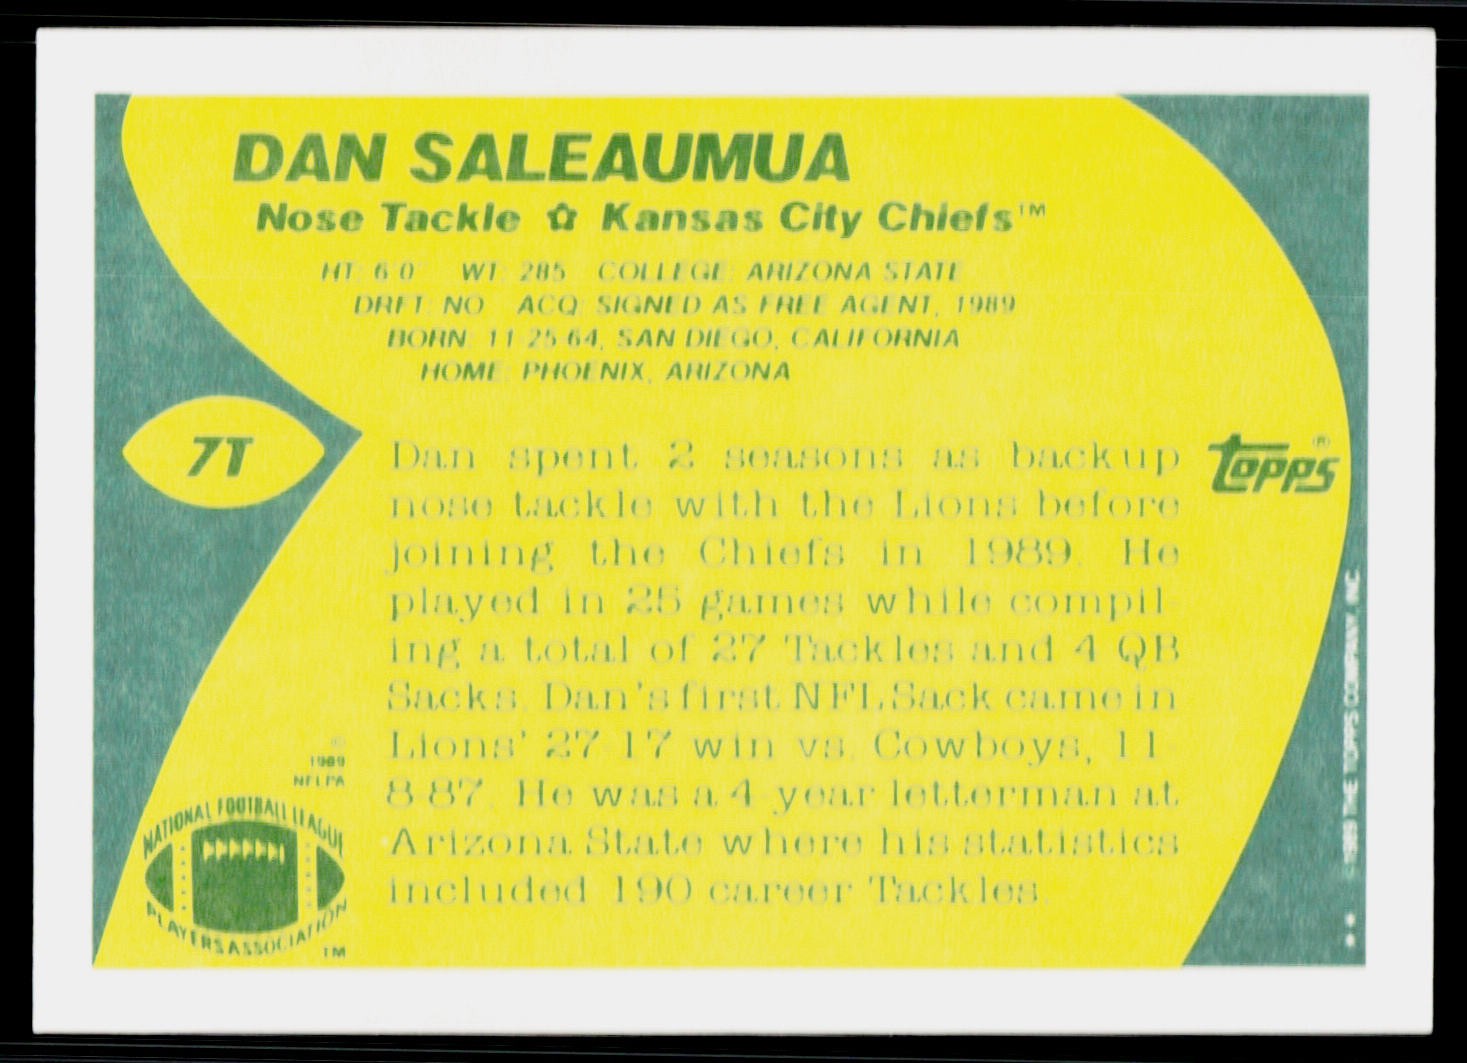 DAN SALEAUMUA
Nose Tackle ✩ Kansas City Chiefs™
HT: 6'0" WT: 285 COLLEGE: ARIZONA STATE
DRFT: NO ACQ: SIGNED AS FREE AGENT, 1989
BORN: 11-25-64, SAN DIEGO, CALIFORNIA
HOME: PHOENIX, ARIZONA
7T
Topps®
Dan spent 2 seasons as backup
nose tackle with the Lions before
joining the Chiefs in 1989. He
played in 25 games while compil-
ing a total of 27 Tackles and 4 QB
Sacks. Dan's first NFL Sack came in
Lions' 27-17 win vs. Cowboys, 11-
8-87. He was a 4-year letterman at
Arizona State where his statistics
included 190 career Tackles.
©
1989
NFLPA
NATIONAL FOOTBALL LEAGUE
PLAYERS ASSOCIATION
TM
* * © 1989 THE TOPPS COMPANY, INC.